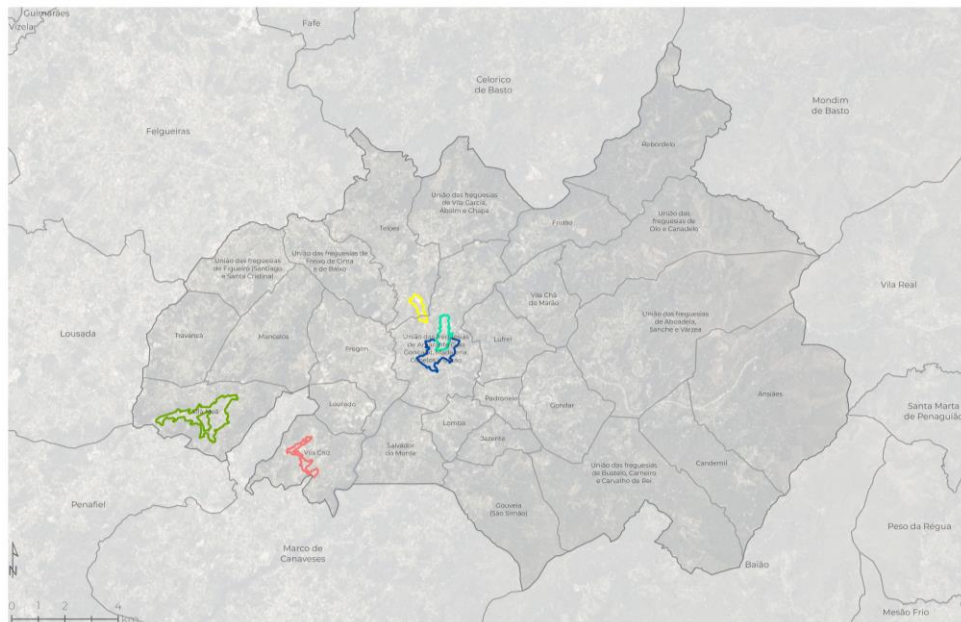 Guimarães
Vizela
Fafe
Celorico
de Basto
Mondim
de Basto
Felgueiras
Rebordelo
União das freguesias
de Vila Garcia,
Aboim e Chapa
Fridão
União das
freguesias de
Olo e Canadelo
Telões
União das freguesias de
Freixo de Cima
e de Baixo
União das freguesias
de Figueiró (Santiago
e Santa Cristina)
Vila Chã
do Marão
Vila Real
União das freguesias
de Aboadela,
Sanche e Várzea
Lousada
Travanca
Mancelos
Fregim
União das freguesias
Lufrei
Ansiães
Louredo
Padronelo
Gondar
Lomba
Jazente
Santa Marta
de Penaguião
Vila Caiz
Salvador
do Monte
Candemil
União das freguesias
de Bustelo, Carneiro
e Carvalho de Rei
Penafiel
Gouveia
(São Simão)
Peso da Régua
Marco de
Canaveses
Baião
Mesão Frio
N
0 1 2 4
km